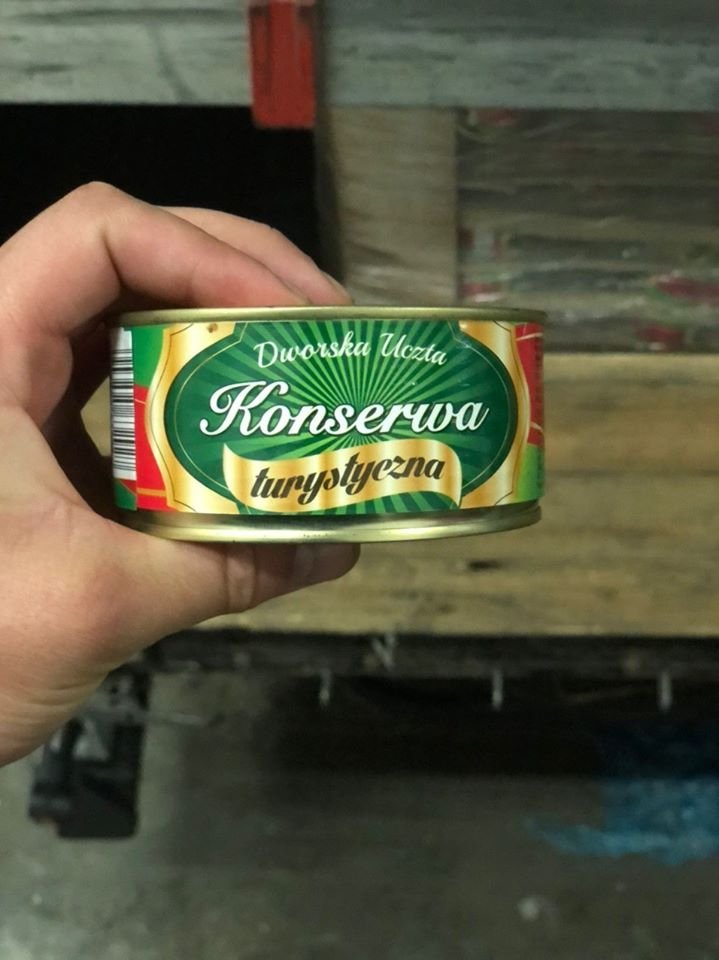 Dworska Uczta
Konserwa
turystyczna